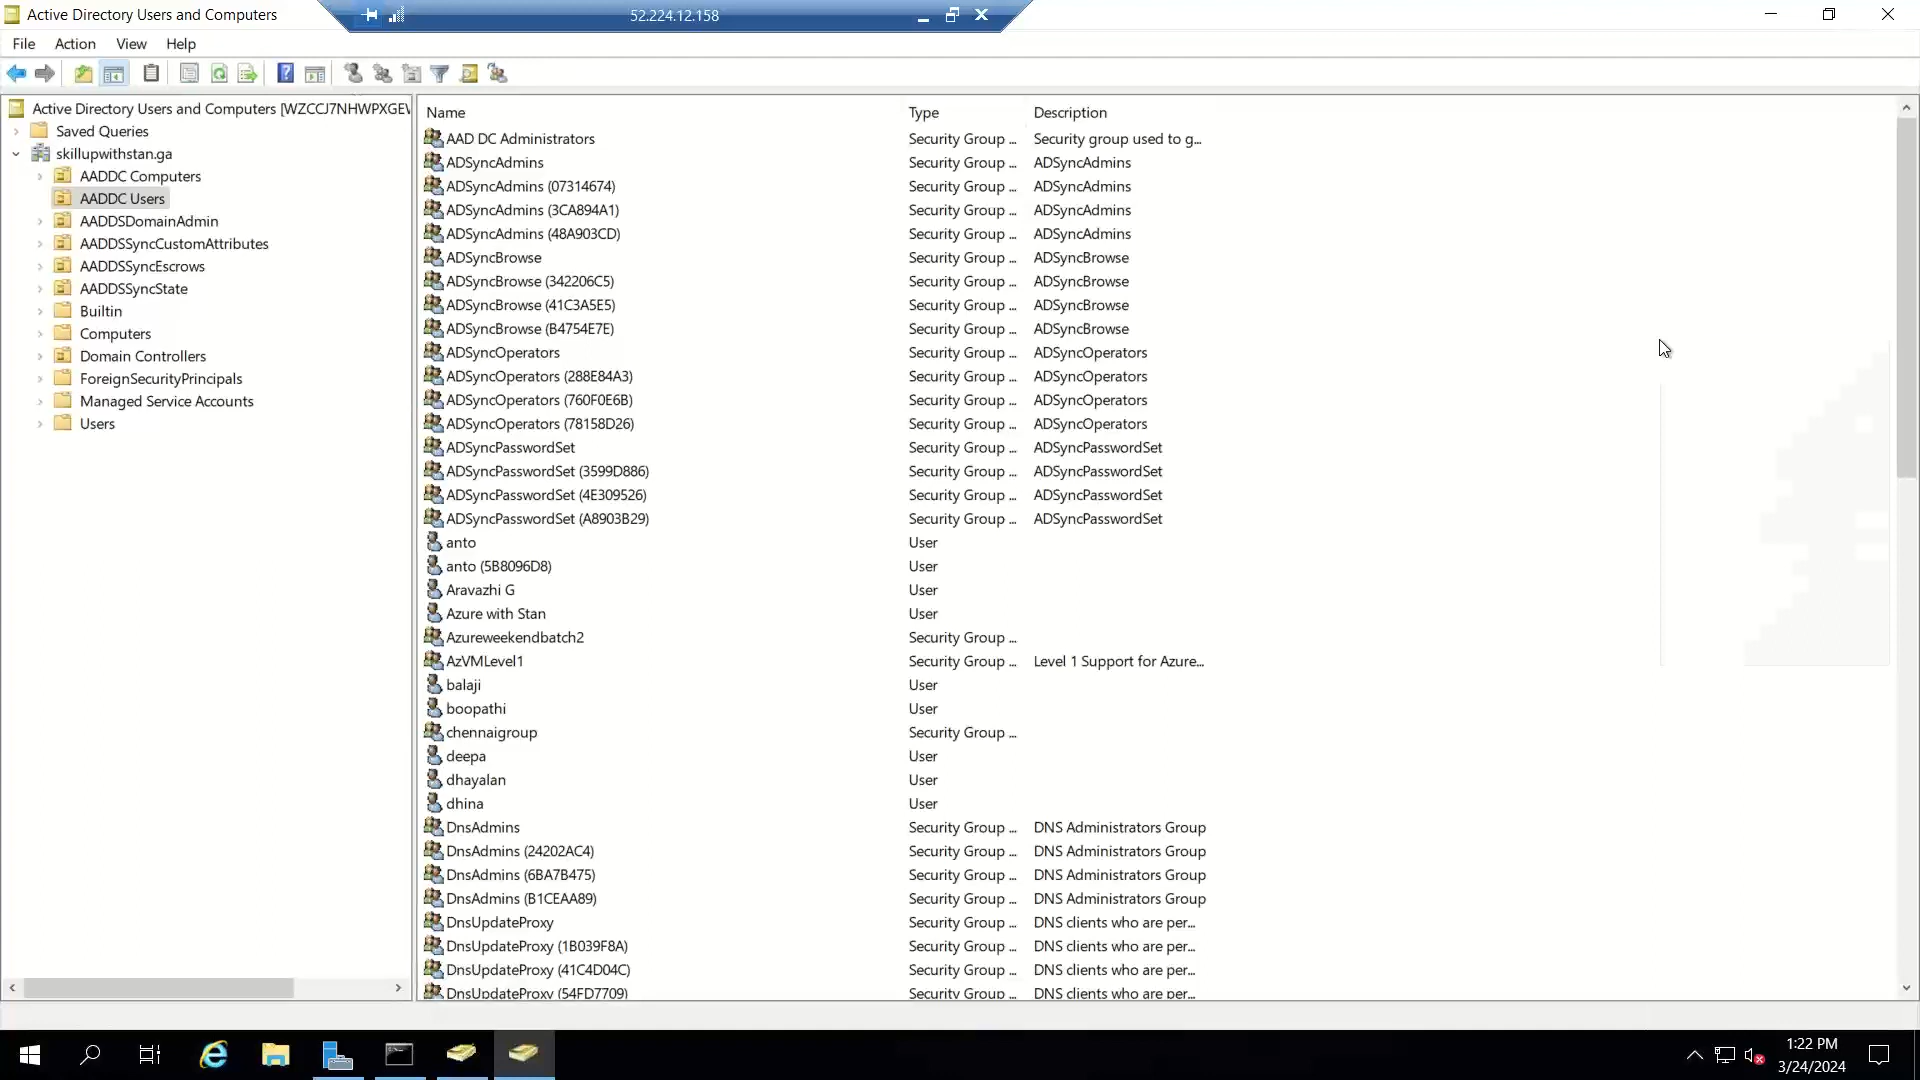 Active Directory Users and Computers
52.224.12.158
File Action View Help
Active Directory Users and Computers [WZCCJ7NHWPXGEV
Saved Queries
skillupwithstan.ga
AADDC Computers
AADDC Users
AADDSDomainAdmin
AADDSSyncCustomAttributes
AADDSSyncEscrows
AADDSSyncState
Builtin
Computers
Domain Controllers
ForeignSecurityPrincipals
Managed Service Accounts
Users
Name Type Description
AAD DC Administrators Security Group ... Security group used to g...
ADSyncAdmins Security Group ... ADSyncAdmins
ADSyncAdmins (07314674) Security Group ... ADSyncAdmins
ADSyncAdmins (3CA894A1) Security Group ... ADSyncAdmins
ADSyncAdmins (48A903CD) Security Group ... ADSyncAdmins
ADSyncBrowse Security Group ... ADSyncBrowse
ADSyncBrowse (342206C5) Security Group ... ADSyncBrowse
ADSyncBrowse (41C3A5E5) Security Group ... ADSyncBrowse
ADSyncBrowse (B4754E7E) Security Group ... ADSyncBrowse
ADSyncOperators Security Group ... ADSyncOperators
ADSyncOperators (288E84A3) Security Group ... ADSyncOperators
ADSyncOperators (760F0E6B) Security Group ... ADSyncOperators
ADSyncOperators (78158D26) Security Group ... ADSyncOperators
ADSyncPasswordSet Security Group ... ADSyncPasswordSet
ADSyncPasswordSet (3599D886) Security Group ... ADSyncPasswordSet
ADSyncPasswordSet (4E309526) Security Group ... ADSyncPasswordSet
ADSyncPasswordSet (A8903B29) Security Group ... ADSyncPasswordSet
anto User
anto (5B8096D8) User
Aravazhi G User
Azure with Stan User
Azureweekendbatch2 Security Group ...
AzVMLevel1 Security Group ... Level 1 Support for Azure...
balaji User
boopathi User
chennaigroup Security Group ...
deepa User
dhayalan User
dhina User
DnsAdmins Security Group ... DNS Administrators Group
DnsAdmins (24202AC4) Security Group ... DNS Administrators Group
DnsAdmins (6BA7B475) Security Group ... DNS Administrators Group
DnsAdmins (B1CEAA89) Security Group ... DNS Administrators Group
DnsUpdateProxy Security Group ... DNS clients who are per...
DnsUpdateProxy (1B039F8A) Security Group ... DNS clients who are per...
DnsUpdateProxy (41C4D04C) Security Group ... DNS clients who are per...
DnsUpdateProxy (54FD7709) Security Group ... DNS clients who are per...
1:22 PM
3/24/2024